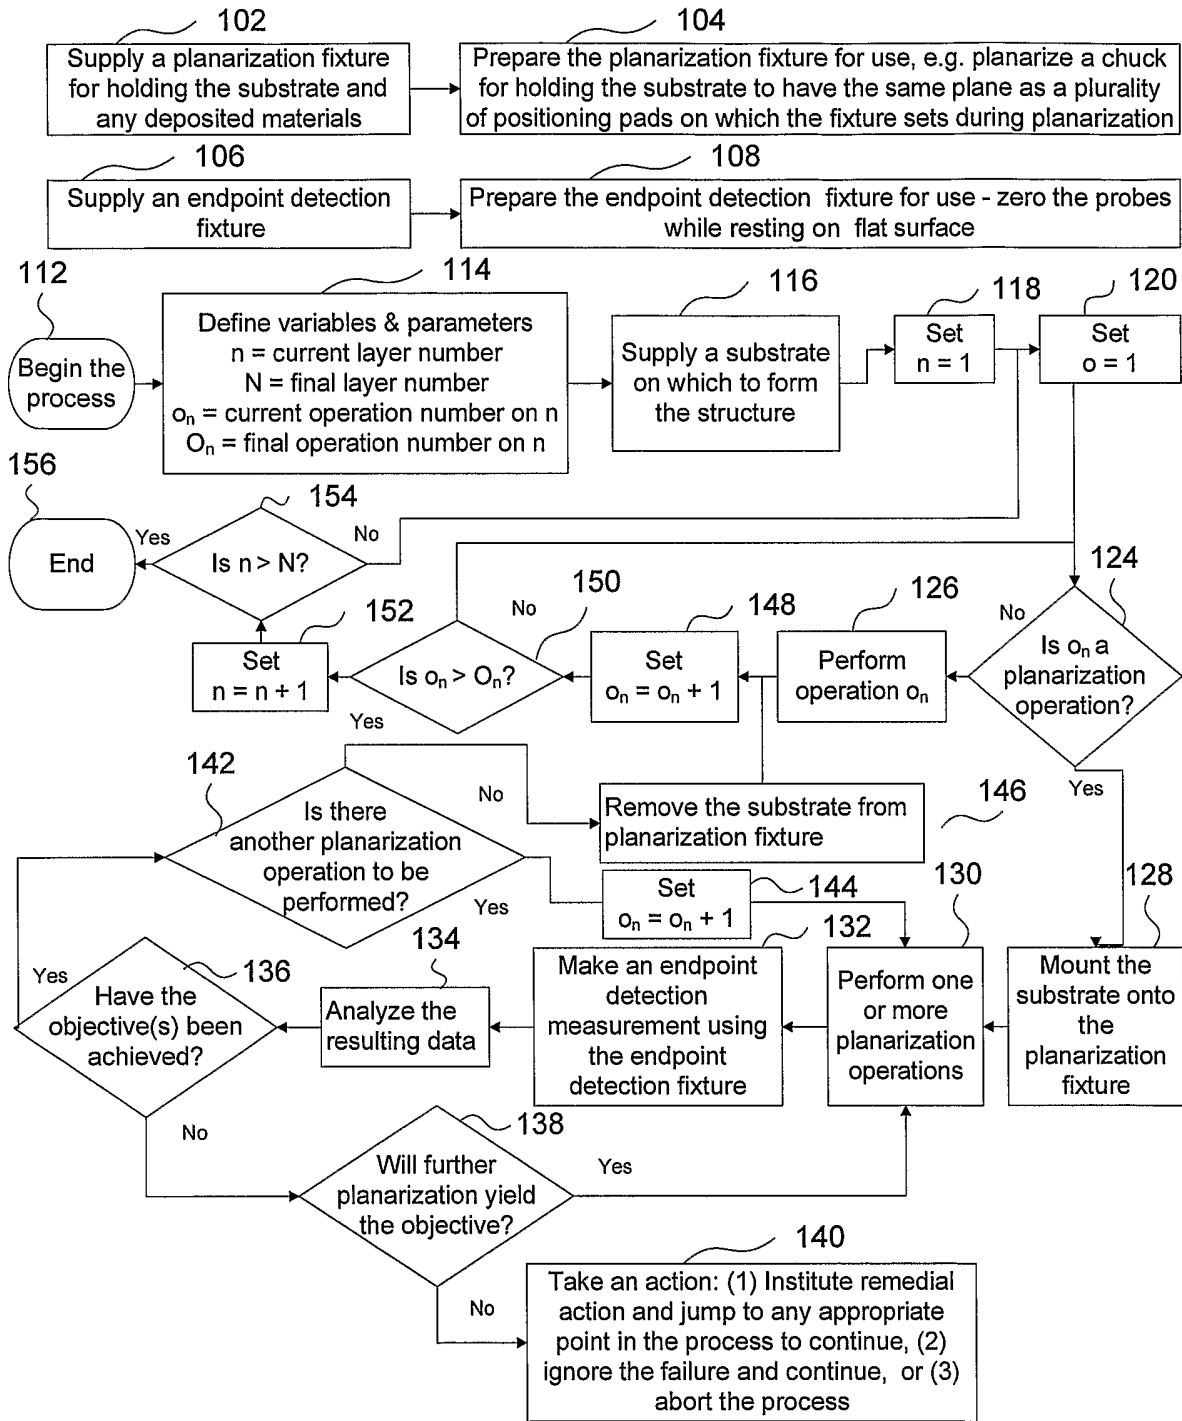 102
Supply a planarization fixture
for holding the substrate and
any deposited materials
104
Prepare the planarization fixture for use, e.g. planarize a chuck
for holding the substrate to have the same plane as a plurality
of positioning pads on which the fixture sets during planarization
106
Supply an endpoint detection
fixture
108
Prepare the endpoint detection fixture for use - zero the probes
while resting on flat surface
112
Begin the
process
114
Define variables & parameters
n = current layer number
N = final layer number
oₙ = current operation number on n
Oₙ = final operation number on n
116
Supply a substrate
on which to form
the structure
118
Set
n = 1
120
Set
o = 1
156
End
Yes
154
Is n > N?
No
152
Set
n = n + 1
150
No
Is oₙ > Oₙ?
Yes
148
Set
oₙ = oₙ + 1
126
Perform
operation oₙ
124
No
Is oₙ a
planarization
operation?
Yes
142
Is there
another planarization
operation to be
performed?
No
Yes
Remove the substrate from
planarization fixture
146
Set
oₙ = oₙ + 1
144
128
Mount the
substrate onto
the
planarization
fixture
130
Perform one
or more
planarization
operations
132
Make an endpoint
detection
measurement using
the endpoint
detection fixture
134
Analyze the
resulting data
136
Yes
Have the
objective(s) been
achieved?
No
138
Will further
planarization yield
the objective?
Yes
No
140
Take an action: (1) Institute remedial
action and jump to any appropriate
point in the process to continue, (2)
ignore the failure and continue, or (3)
abort the process